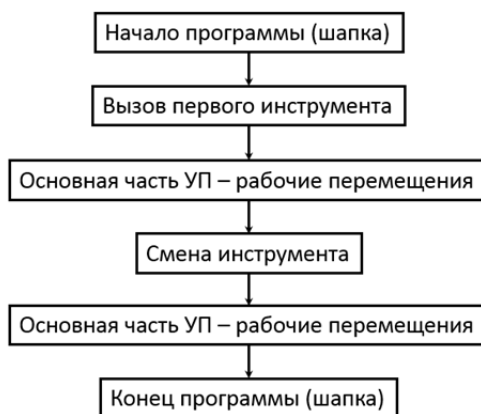 Начало программы (шапка)
Вызов первого инструмента
Основная часть УП – рабочие перемещения
Смена инструмента
Основная часть УП – рабочие перемещения
Конец программы (шапка)